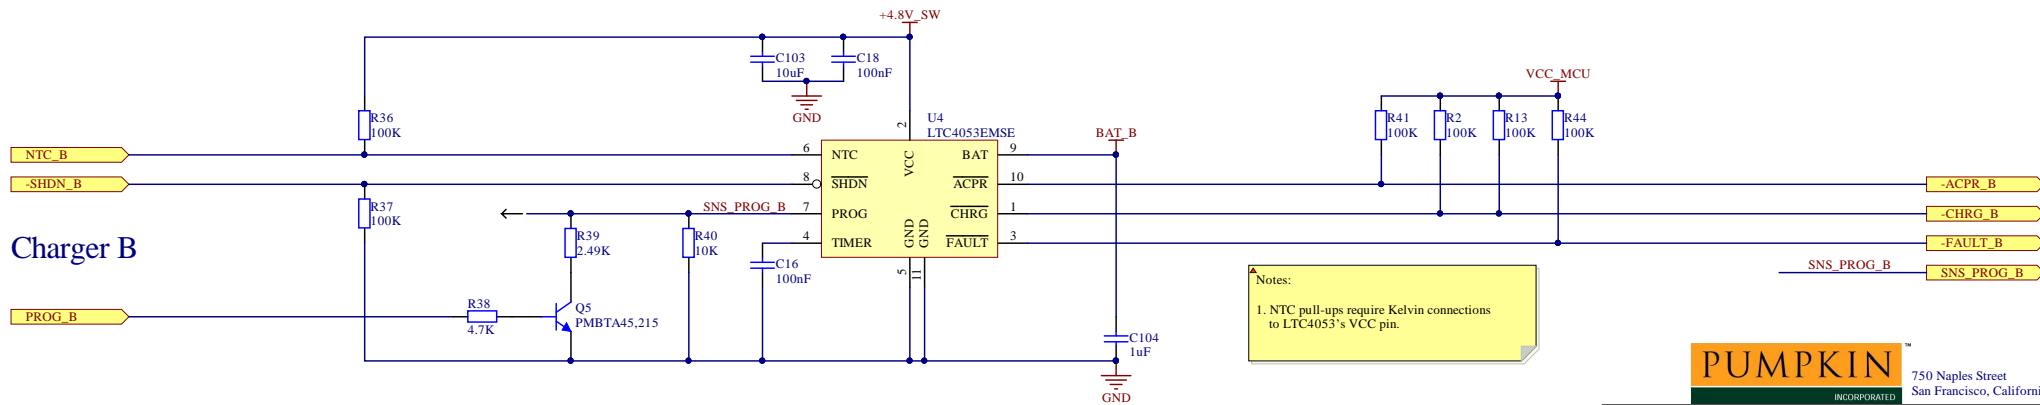 +4.8V_SW
C103
10uF
C18
100nF
GND
VCC_MCU
R36
100K
U4
LTC4053EMSE
BAT_B
R41
100K
R2
100K
R13
100K
R44
100K
NTC_B
6
NTC
2
VCC
BAT
9
-SHDN_B
8
SHDN
ACPR
10
-ACPR_B
R37
100K
SNS_PROG_B
7
PROG
CHRG
1
-CHRG_B
Charger B
R39
2.49K
R40
10K
4
TIMER
GND
GND
FAULT
3
-FAULT_B
C16
100nF
5
11
SNS_PROG_B
SNS_PROG_B
Notes:
1. NTC pull-ups require Kelvin connections
to LTC4053's VCC pin.
PROG_B
R38
4.7K
Q5
PMBTA45,215
C104
1uF
GND
PUMPKIN
™
INCORPORATED
750 Naples Street
San Francisco, Californi